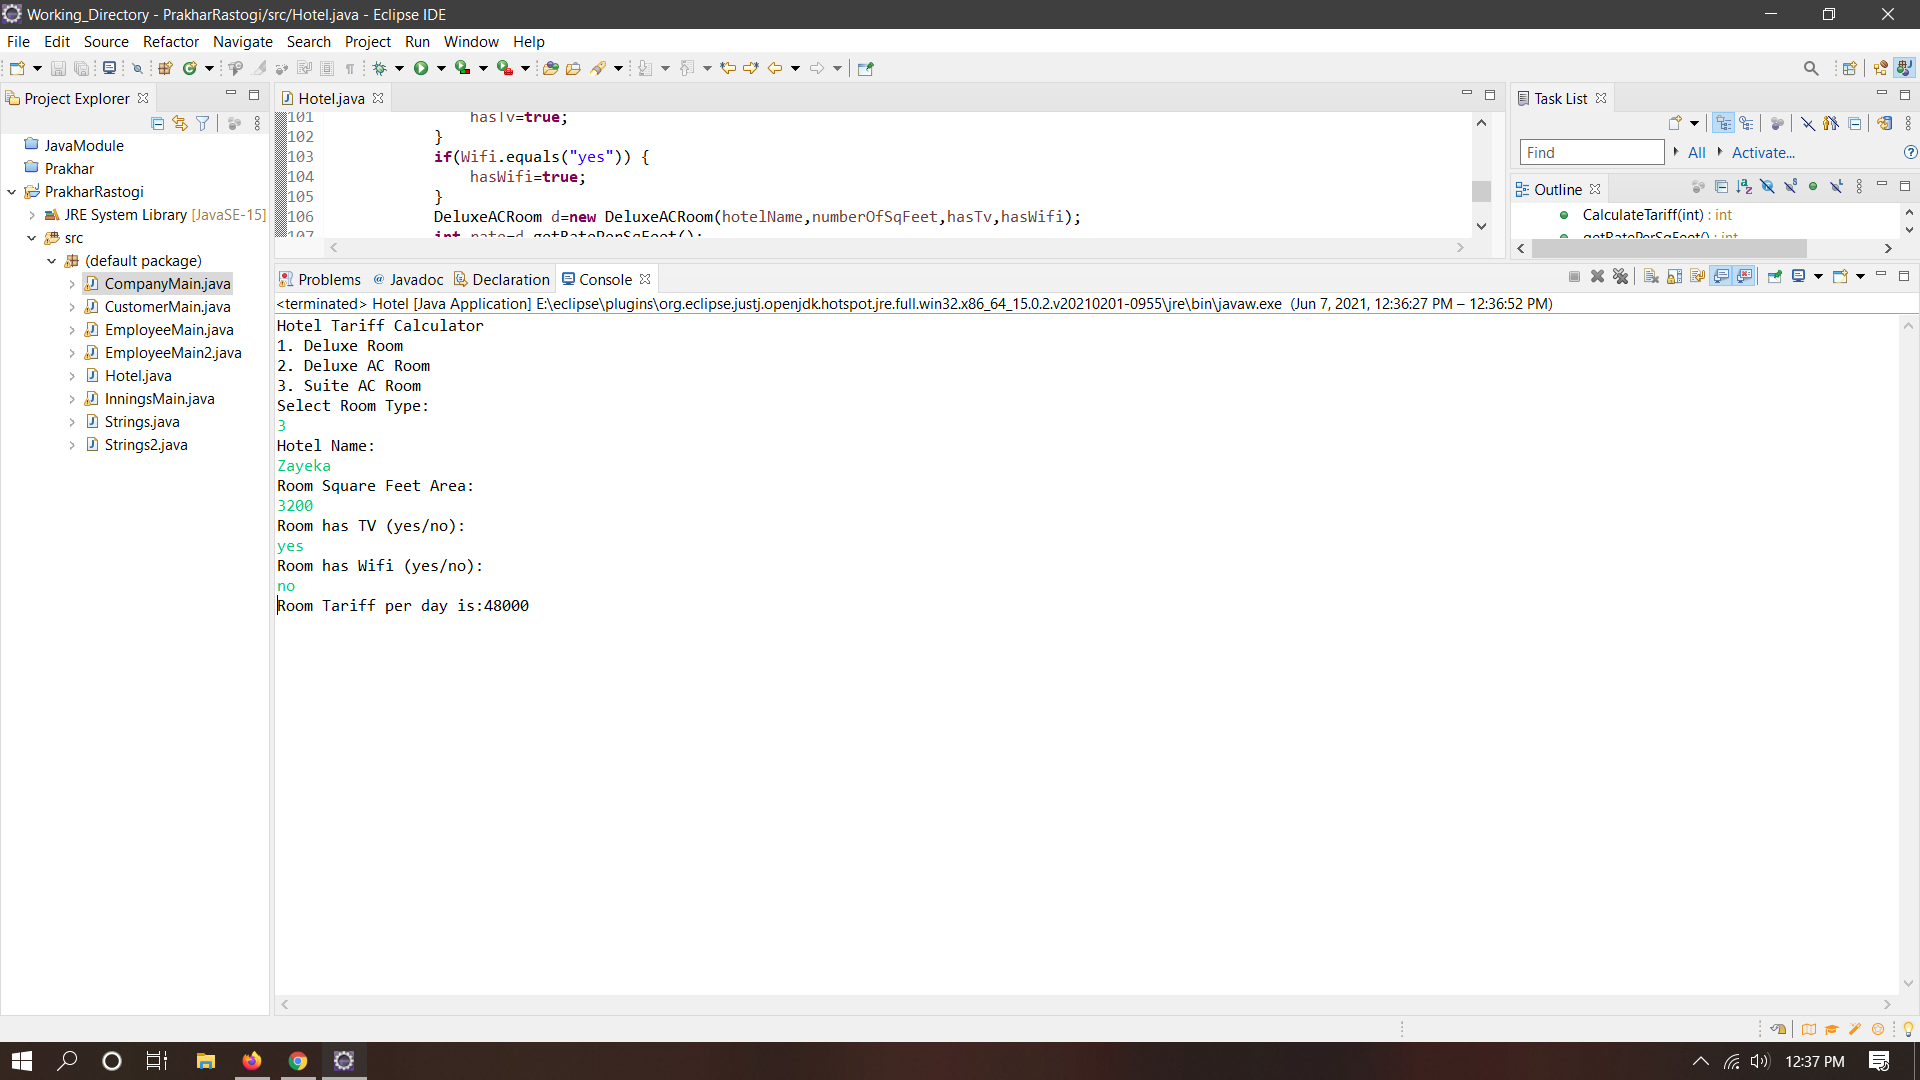 Working_Directory - PrakharRastogi/src/Hotel.java - Eclipse IDE
File Edit Source Refactor Navigate Search Project Run Window Help
Project Explorer
JavaModule
Prakhar
PrakharRastogi
JRE System Library [JavaSE-15]
src
(default package)
CompanyMain.java
CustomerMain.java
EmployeeMain.java
EmployeeMain2.java
Hotel.java
InningsMain.java
Strings.java
Strings2.java
Hotel.java
101 hasTv=true;
102 }
103 if(Wifi.equals("yes")) {
104 hasWifi=true;
105 }
106 DeluxeACRoom d=new DeluxeACRoom(hotelName,numberOfSqFeet,hasTv,hasWifi);
107 int rate=d.getRatePerSqFeet();
Task List
Find All Activate...
Outline
CalculateTariff(int) : int
getRatePerSqFeet() : int
Problems @ Javadoc Declaration Console
<terminated> Hotel [Java Application] E:\eclipse\plugins\org.eclipse.justj.openjdk.hotspot.jre.full.win32.x86_64_15.0.2.v20210201-0955\jre\bin\javaw.exe (Jun 7, 2021, 12:36:27 PM – 12:36:52 PM)
Hotel Tariff Calculator
1. Deluxe Room
2. Deluxe AC Room
3. Suite AC Room
Select Room Type:
3
Hotel Name:
Zayeka
Room Square Feet Area:
3200
Room has TV (yes/no):
yes
Room has Wifi (yes/no):
no
Room Tariff per day is:48000
12:37 PM